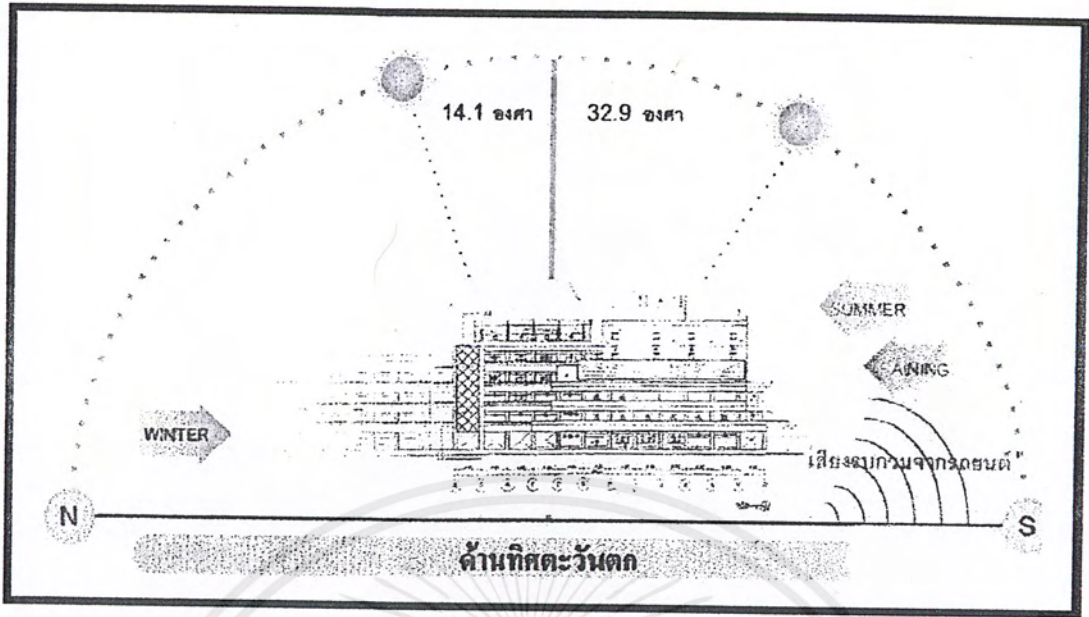 14.1 องศา
32.9 องศา
SUMMER
AINING
WINTER
เสียงรบกวนจากรถยนต์
N
S
ด้านทิศตะวันตก